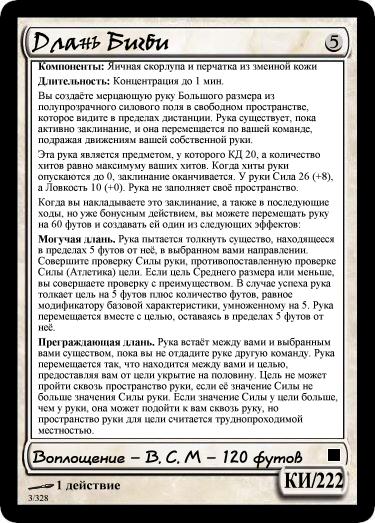 Длань Бигби
5
Компоненты: Яичная скорлупа и перчатка из змеиной кожи
Длительность: Концентрация до 1 мин.
Вы создаёте мерцающую руку Большого размера из
полупрозрачного силового поля в свободном пространстве,
которое видите в пределах дистанции. Рука существует, пока
активно заклинание, и она перемещается по вашей команде,
подражая движениям вашей собственной руки.
Эта рука является предметом, у которого КД 20, а количество
хитов равно максимуму ваших хитов. Когда хиты руки
опускаются до 0, заклинание оканчивается. У руки Сила 26 (+8),
а Ловкость 10 (+0). Рука не заполняет своё пространство.
Когда вы накладываете это заклинание, а также в последующие
ходы, но уже бонусным действием, вы можете перемещать руку
на 60 футов и создавать ей один из следующих эффектов:
Могучая длань. Рука пытается толкнуть существо, находящееся
в пределах 5 футов от неё, в выбранном вами направлении.
Совершите проверку Силы руки, противопоставленную проверке
Силы (Атлетика) цели. Если цель Среднего размера или меньше,
вы совершаете проверку с преимуществом. В случае успеха рука
толкает цель на 5 футов плюс количество футов, равное
модификатору базовой характеристики, умноженному на 5. Рука
перемещается вместе с целью, оставаясь в пределах 5 футов от
неё.
Преграждающая длань. Рука встаёт между вами и выбранным
вами существом, пока вы не отдадите руке другую команду. Рука
перемещается так, что находится между вами и целью,
предоставляя вам от цели укрытие на половину. Цель не может
пройти сквозь пространство руки, если её значение Силы не
больше значения Силы руки. Если значение Силы у цели больше,
чем у руки, она может подойти к вам сквозь руку, но
пространство руки для цели считается труднопроходимой
местностью.
Воплощение – В, С, М – 120 футов
1 действие
КИ/222
3/328